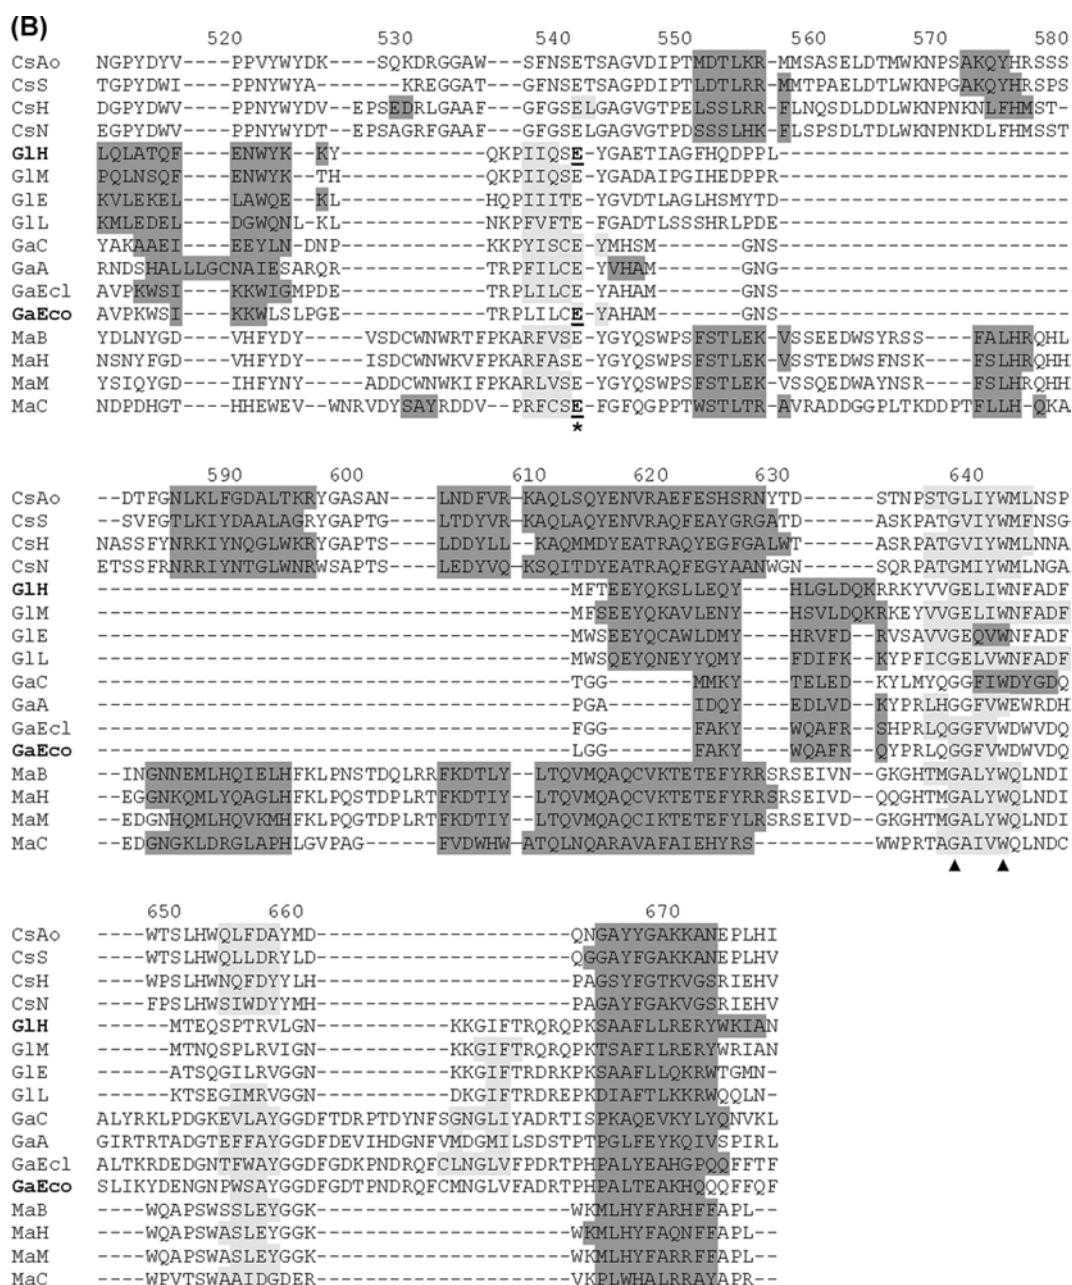 (B)
520 530 540 550 560 570 580
CsAo NGPYDYV----PPVYWYDK---SQKDRGGAW--SFNSETSAGVDIPTMDTLKR-MMSASELDTMWKNPSAKQYHRSSS
CsS TGPYDWI----PPNYWYA-----KREGGAT---GFNSETSAGPDIPTLDTLRR-MMTPAELDTLWKNPGAKQYHRSPS
CsH DGPYDWV----PPNYWYDV--EPSEDRLGAAF--GFGSELGAGVGTPELSSLRR-FLNQSDLDDLWKNPNKNLFHMST-
CsN EGPYDWV----PPNYWYDT--EPSAGRFGAAF--GFGSELGAGVGTPDSSSLHK-FLSPSDLTDLWKNPNKDLFHMSST
GlH LQLATQF----ENWYK--KY------------QKPIIQSE-YGAETIAGFHQDPPL------------------------
GlM PQLNSQF----ENWYK--TH------------QKPIIQSE-YGADAIPGIHEDPPR------------------------
GlE KVLEKEL----LAWQE--KL------------HQPIIITE-YGVDTLAGLHSMYTD------------------------
GlL KMLEDEL----DGWQNL-KL------------NKPFVFTE-FGADTLSSSHRLPDE------------------------
GaC YAKAAEI----EEYLN--DNP-----------KKPYISCE-YMHSM-------GNS------------------------
GaA RNDSHALLLGCNAIESARQR------------TRPFILCE-YVHAM-------GNG------------------------
GaEcl AVPKWSI----KKWIGMPDE------------TRPLILCE-YAHAM-------GNS------------------------
GaEco AVPKWSI----KKWLSLPGE------------TRPLILCE-YAHAM-------GNS------------------------
MaB YDLNYGD----VHFYDY----VSDCWNWRTFPKARFVSE-YGYQSWPSFSTLEK-VSSEEDWSYRSS----FALHRQHHL
MaH NSNYFGD----VHFYDY----ISDCWNWKVFPKARFASE-YGYQSWPSFSTLEK-VSSTEDWSFNSK----FSLHRQHH
MaM YSIQYGD----IHFYNY----ADDCWNWKIFPKARLVSE-YGYQSWPSFSTLEK-VSSQEDWAYNSR----FSLHRQHH
MaC NDPDHGT----HHEWEV--WNRVDYSAYRDDV--PRFCSE-FGFQGPPTWSTLTR-AVRADDGGPLTKDDPTFLLH-QKA
*
590 600 610 620 630 640
CsAo --DTFGNLKLFGDALTKRYGASAN----LNDFVR-KAQLSQYENVRAEFESHSRNYTD-----STNPSTGLIYWMLNSP
CsS --SVFGTLKIYDAALAGRYGAPTG----LTDYVR-KAQLAQYENVRAQFEAYGRGATD-----ASKPATGVIYWMFNSG
CsH NASSFYNRKIYNQGLWKRYGAPTS----LDDYLL-KAQMMDYEATRAQYEGFGALWT-----ASRPATGVIYWMLNNA
CsN ETSSFRNRRIYNTGLWNRWSAPTS----LEDYVQ-KSQITDYEATRAQFEGYAANWGN-----SQRPATGMIYWMLNGA
GlH ---------------------------------------MFTEEYQKSLLEQY----HLGLDQKRRKYVVGELIWNFADF
GlM ---------------------------------------MFSEEYQKAVLENY----HSVLDQKRKEYVVGELIWNFADF
GlE ---------------------------------------MWSEEYQCAWLDMY----HRVFD--RVSAVVGEQVWNFADF
GlL ---------------------------------------MWSQEYQNEYYQMY----FDIFK--KYPFICGELVWNFADF
GaC ---------------------------------------TGG------MMKY----TELED--KYLMYQGGFIWDYGDQ
GaA ---------------------------------------PGA------IDQY----EDLVD--KYPRLHGGFVWEWRDH
GaEcl ---------------------------------------FGG------FAKY----WQAFR--SHPRLQGGFVWDWVDQ
GaEco ---------------------------------------LGG------FAKY----WQAFR--QYPRLQGGFVWDWVDQ
MaB --INGNNEMLHQIELHFKLPNSTDQLRRFKDTLY--LTQVMQAQCVKTETEFYRRSRSEIVN--GKGHTMGALYWQLNDI
MaH --EGGNKQMLYQAGLHFKLPQSTDPLRTFKDTIY--LTQVMQAQCVKTETEFYRRSRSEIVD--QQGHTMGALYWQLNDI
MaM --EDGNHQMLHQVKMHFKLPQGTDPLRTFKDTIY--LTQVMQAQCIKTETEFYLRSRSEIVD--GKGHTMGALYWQLNDI
MaC --EDGNGKLDRGLAPHLGVPAG------FVDWHW-ATQLNQARAVAFAIEHYRS----------WWPRTAGAIVWQLNDC
▲ ▲
650 660 670
CsAo ----WTSLHWQLFDAYMD---------------------QNGAYYGAKKANEPLHI
CsS ----WTSLHWQLLDRYLD---------------------QGGAYFGAKKANEPLHV
CsH ----WPSLHWNQFDYYLH---------------------PAGSYFGTKVGSRIEHV
CsN ----FPSLHWSIWDYYMH---------------------PAGAYFGAKVGSRIEHV
GlH ------MTEQSPTRVLGN-----------KKGIFTRQRQPKSAAFLLRERYWKIAN
GlM ------MTNQSPLRVIGN-----------KKGIFTRQRQPKTSAFILRERYWRIAN
GlE ------ATSQGILRVGGN-----------KKGIFTRDRKPKSAAFLLQKRWTGMN-
GlL ------KTSEGIMRVGGN-----------DKGIFTRDREPKDIAFTLKKRWQQLN-
GaC ALYRKLPDGKEVLAYGGDFTDRPTDYNFSGNGLIYADRTISPKAQEVKYLYQNVKL
GaA GIRTRTADGTEFFAYGGDFDEVIHDGNFVMDGMILSDSTPTPGLFEYKQIVSPIRL
GaEcl ALTKRDEDGNTFWAYGGDFGDKPNDRQFCLNGLVFPDRTPHPALYEAHGPQQFFTF
GaEco SLIKYDENGNPWSAYGGDFGDTPNDRQFCMNGLVFADRTPHPALTEAKHQQQFFQF
MaB ----WQAPSWSSLEYGGK---------------------WKMLHYFARHFFAPL--
MaH ----WQAPSWASLEYGGK---------------------WKMLHYFAQNFFAPL--
MaM ----WQAPSWASLEYGGK---------------------WKMLHYFARRFFAPL--
MaC ----WPVTSWAAIDGDER---------------------VKPLWHALRRAYAPR--